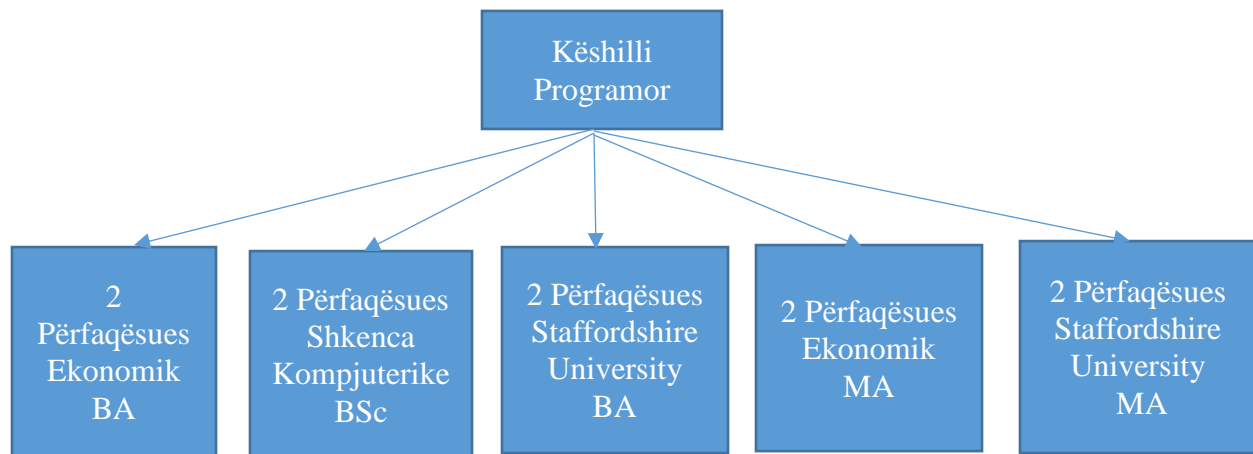 Këshilli
Programor
2
Përfaqësues
Ekonomik
BA
2 Përfaqësues
Shkenca
Kompjuterike
BSc
2 Përfaqësues
Staffordshire
University
BA
2 Përfaqësues
Ekonomik
MA
2 Përfaqësues
Staffordshire
University
MA